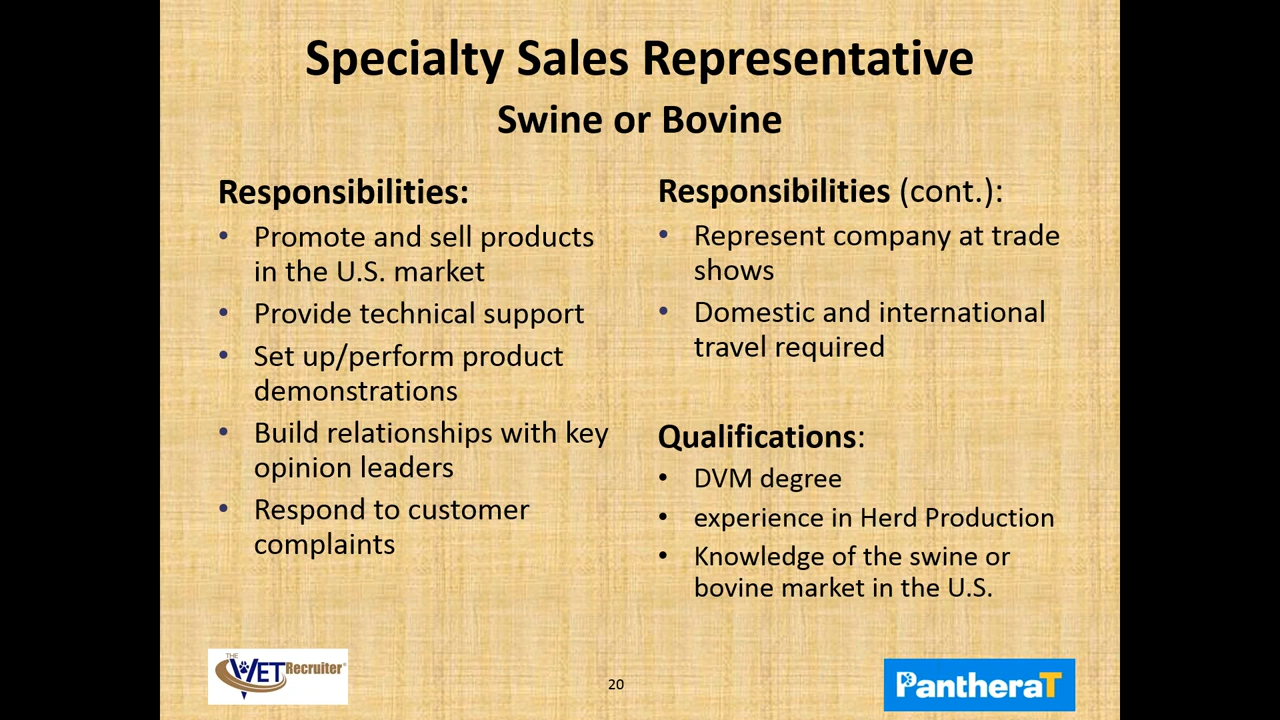 Specialty Sales Representative
Swine or Bovine
Responsibilities:
• Promote and sell products
in the U.S. market
• Provide technical support
• Set up/perform product
demonstrations
• Build relationships with key
opinion leaders
• Respond to customer
complaints
Responsibilities (cont.):
• Represent company at trade
shows
• Domestic and international
travel required
Qualifications:
• DVM degree
• experience in Herd Production
• Knowledge of the swine or
bovine market in the U.S.
THE
VET Recruiter®
20
PantheraT